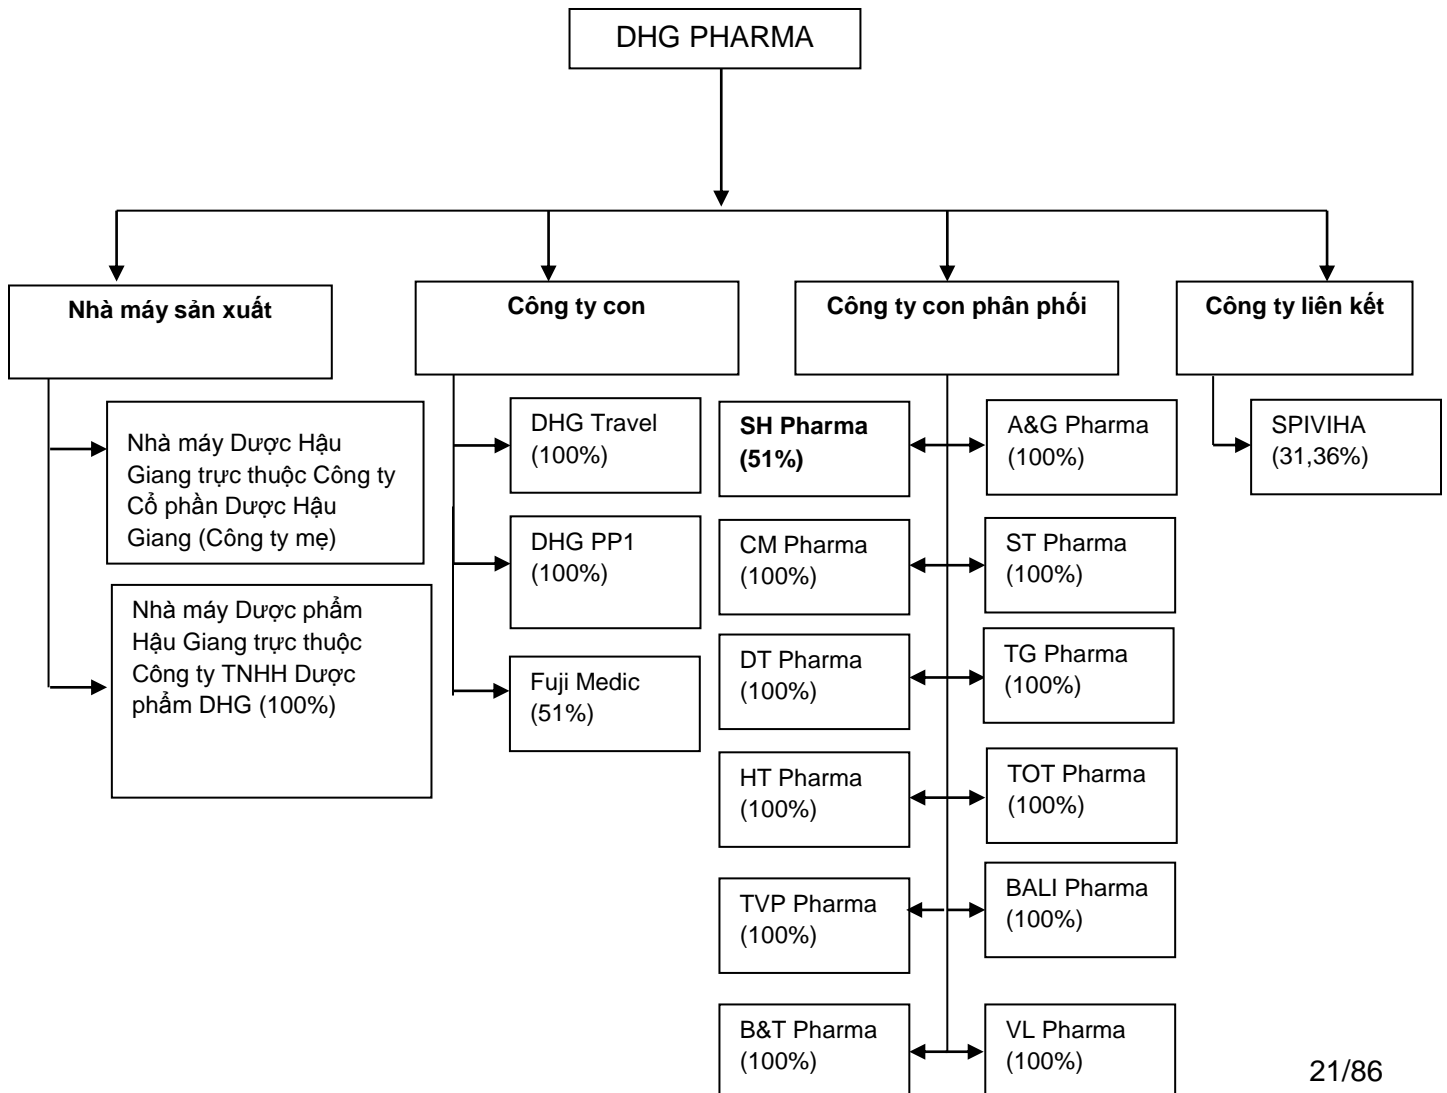 DHG PHARMA
Nhà máy sản xuất
Công ty con
Công ty con phân phối
Công ty liên kết
Nhà máy Dược Hậu
Giang trực thuộc Công ty
Cổ phần Dược Hậu
Giang (Công ty mẹ)
Nhà máy Dược phẩm
Hậu Giang trực thuộc
Công ty TNHH Dược
phẩm DHG (100%)
DHG Travel
(100%)
DHG PP1
(100%)
Fuji Medic
(51%)
SH Pharma
(51%)
A&G Pharma
(100%)
CM Pharma
(100%)
ST Pharma
(100%)
DT Pharma
(100%)
TG Pharma
(100%)
HT Pharma
(100%)
TOT Pharma
(100%)
TVP Pharma
(100%)
BALI Pharma
(100%)
B&T Pharma
(100%)
VL Pharma
(100%)
SPIVIHA
(31,36%)
21/86